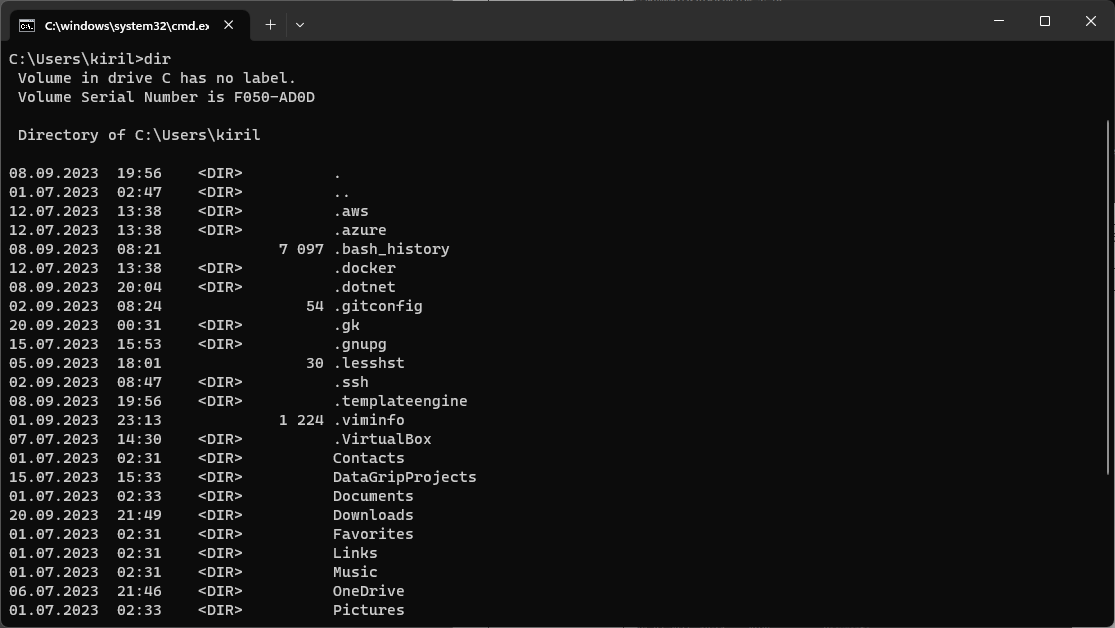 C:\windows\system32\cmd.ex
C:\Users\kiril>dir
 Volume in drive C has no label.
 Volume Serial Number is F050-AD0D

 Directory of C:\Users\kiril

08.09.2023  19:56    <DIR>          .
01.07.2023  02:47    <DIR>          ..
12.07.2023  13:38    <DIR>          .aws
12.07.2023  13:38    <DIR>          .azure
08.09.2023  08:21             7 097 .bash_history
12.07.2023  13:38    <DIR>          .docker
08.09.2023  20:04    <DIR>          .dotnet
02.09.2023  08:24                54 .gitconfig
20.09.2023  00:31    <DIR>          .gk
15.07.2023  15:53    <DIR>          .gnupg
05.09.2023  18:01                30 .lesshst
02.09.2023  08:47    <DIR>          .ssh
08.09.2023  19:56    <DIR>          .templateengine
01.09.2023  23:13             1 224 .viminfo
07.07.2023  14:30    <DIR>          .VirtualBox
01.07.2023  02:31    <DIR>          Contacts
15.07.2023  15:33    <DIR>          DataGripProjects
01.07.2023  02:33    <DIR>          Documents
20.09.2023  21:49    <DIR>          Downloads
01.07.2023  02:31    <DIR>          Favorites
01.07.2023  02:31    <DIR>          Links
01.07.2023  02:31    <DIR>          Music
06.07.2023  21:46    <DIR>          OneDrive
01.07.2023  02:33    <DIR>          Pictures